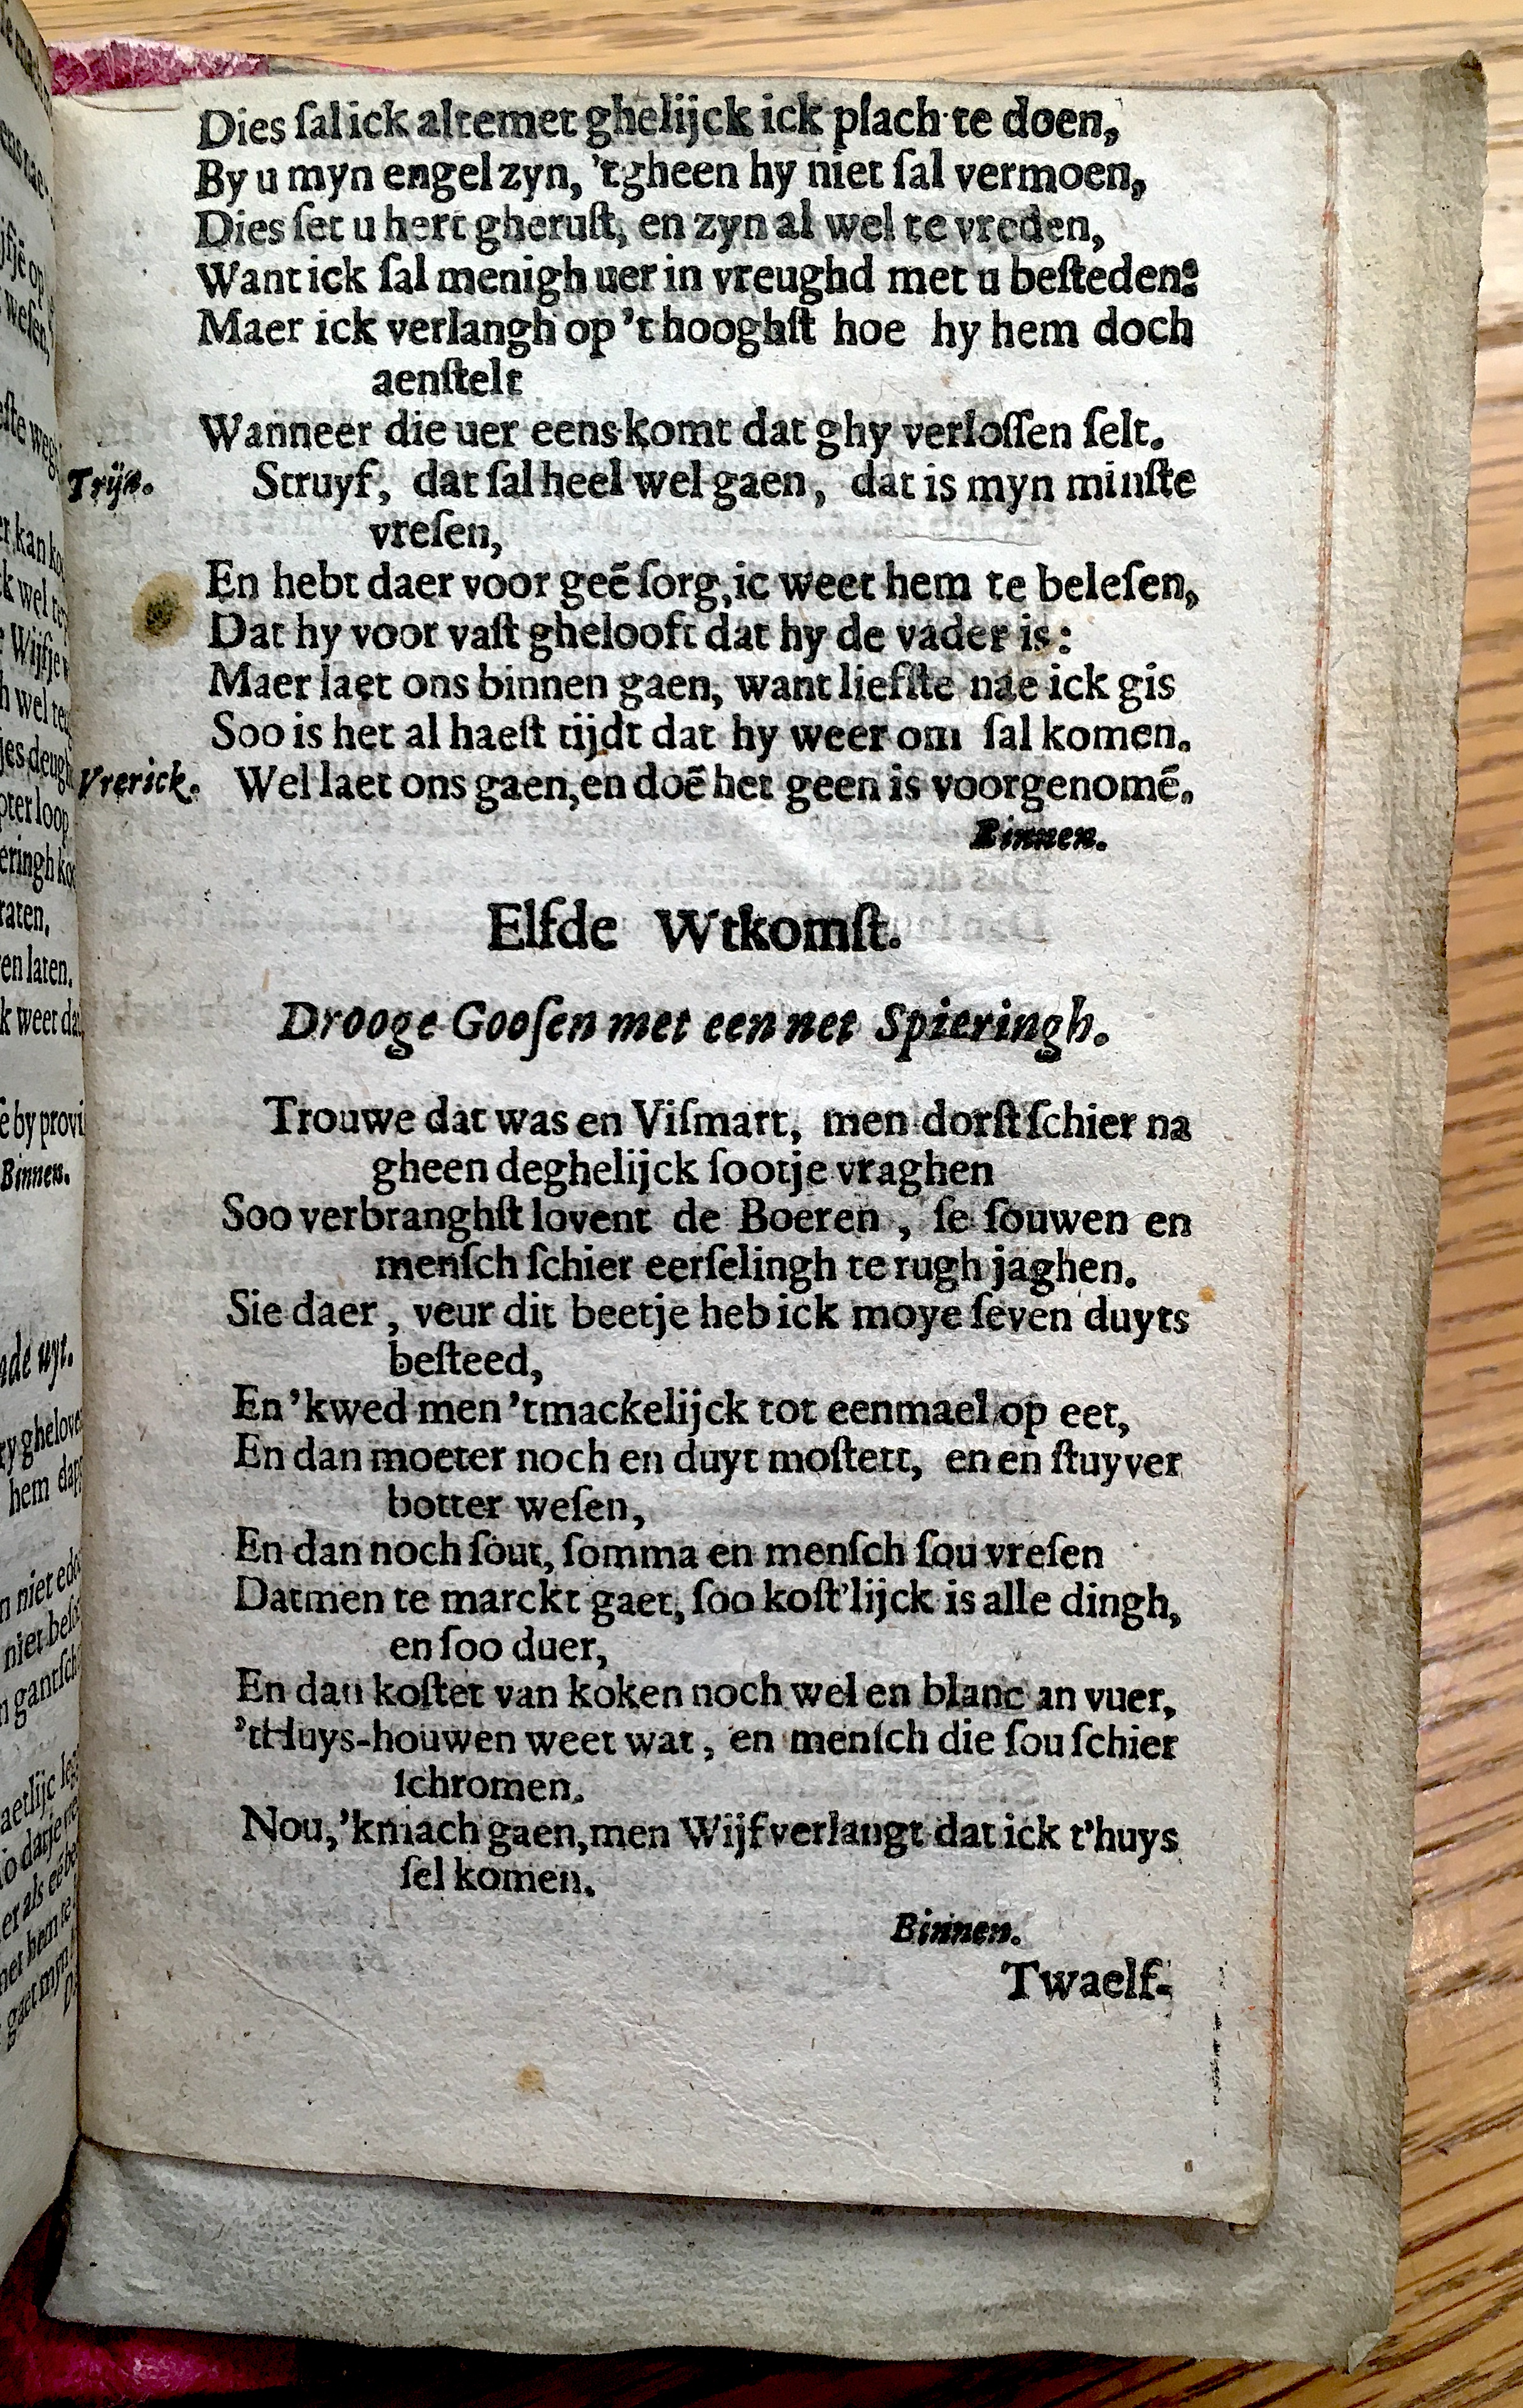 Dies ſal ick altemet ghelijck ick plach te doen,
By u myn engel zyn, 'tgheen hy niet ſal vermoen,
Dies ſet u hert gheruſt, en zyn al wel te vreden,
Want ick ſal menigh uer in vreughd met u beſteden:
Maer ick verlangh op 't hooghſt hoe hy hem doch
aenſtelt
Wanneer die uer eens komt dat ghy verloſſen ſelt.
Trijn. Struyf, dat ſal heel wel gaen, dat is myn minſte
vreſen,
En hebt daer voor geẽ ſorg, ic weet hem te beleſen,
Dat hy voor vaſt ghelooft dat hy de vader is:
Maer laet ons binnen gaen, want liefſte nae ick gis
Soo is het al haeſt tijdt dat hy weer om ſal komen.
Vrerick. Wel laet ons gaen, en doẽ het geen is voorgenomẽ.
Binnen.
Elfde Wtkomſt.
Drooge Gooſen met een net Spieringh.
Trouwe dat was en Viſmart, men dorſt ſchier na
gheen deghelijck ſootje vraghen
Soo verbranghſt lovent de Boeren, ſe ſouwen en
menſch ſchier eerſelingh te rugh jaghen.
Sie daer, veur dit beetje heb ick moye ſeven duyts
beſteed,
En 'kwed men 'tmackelijck tot eenmael op eet,
En dan moeter noch en duyt moſtert, en en ſtuyver
botter weſen,
En dan noch ſout, ſomma en menſch ſou vreſen
Datmen te marckt gaet, ſoo koſt'lijck is alle dingh,
en ſoo duer,
En dan koſtet van koken noch wel en blanc an vuer,
'tHuys-houwen weet wat, en menſch die ſou ſchier
ſchromen.
Nou, 'kmach gaen, men Wijf verlangt dat ick t'huys
ſel komen.
Binnen.
Twaelf-